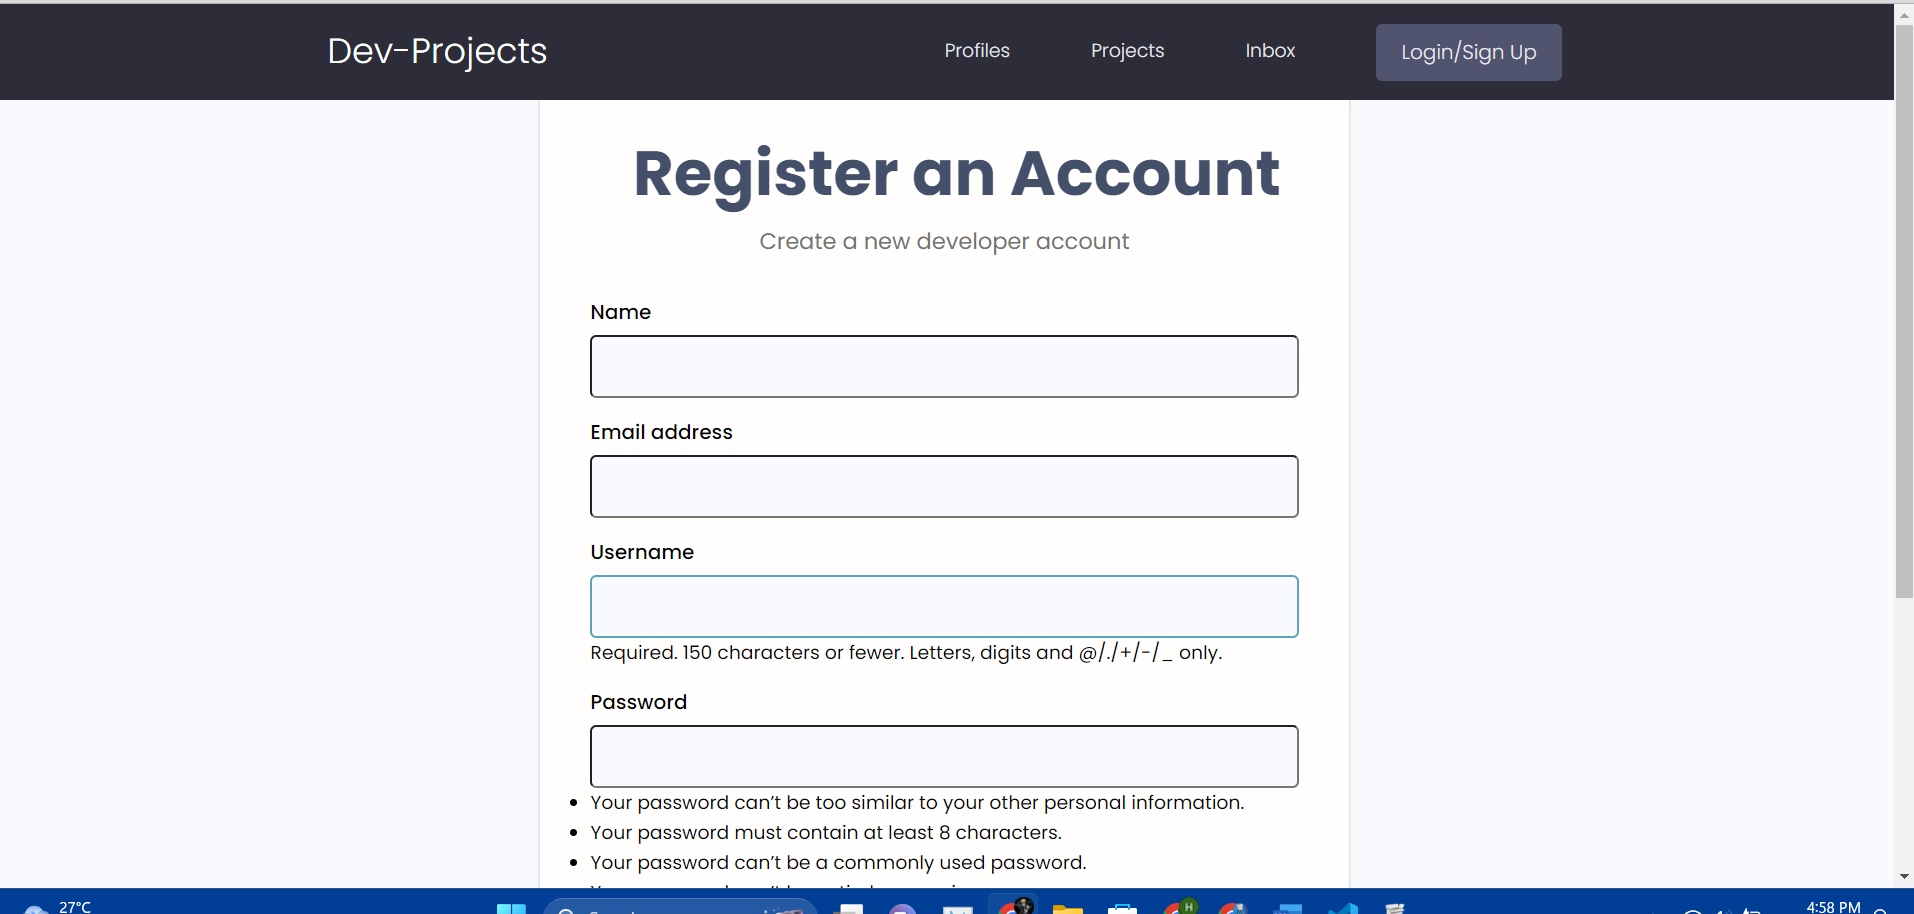 Dev-Projects
Profiles
Projects
Inbox
Login/Sign Up
Register an Account
Create a new developer account
Name
Email address
Username
Required. 150 characters or fewer. Letters, digits and @/./+/-/_ only.
Password
Your password can’t be too similar to your other personal information.
Your password must contain at least 8 characters.
Your password can’t be a commonly used password.
27°C
H
4:58 PM